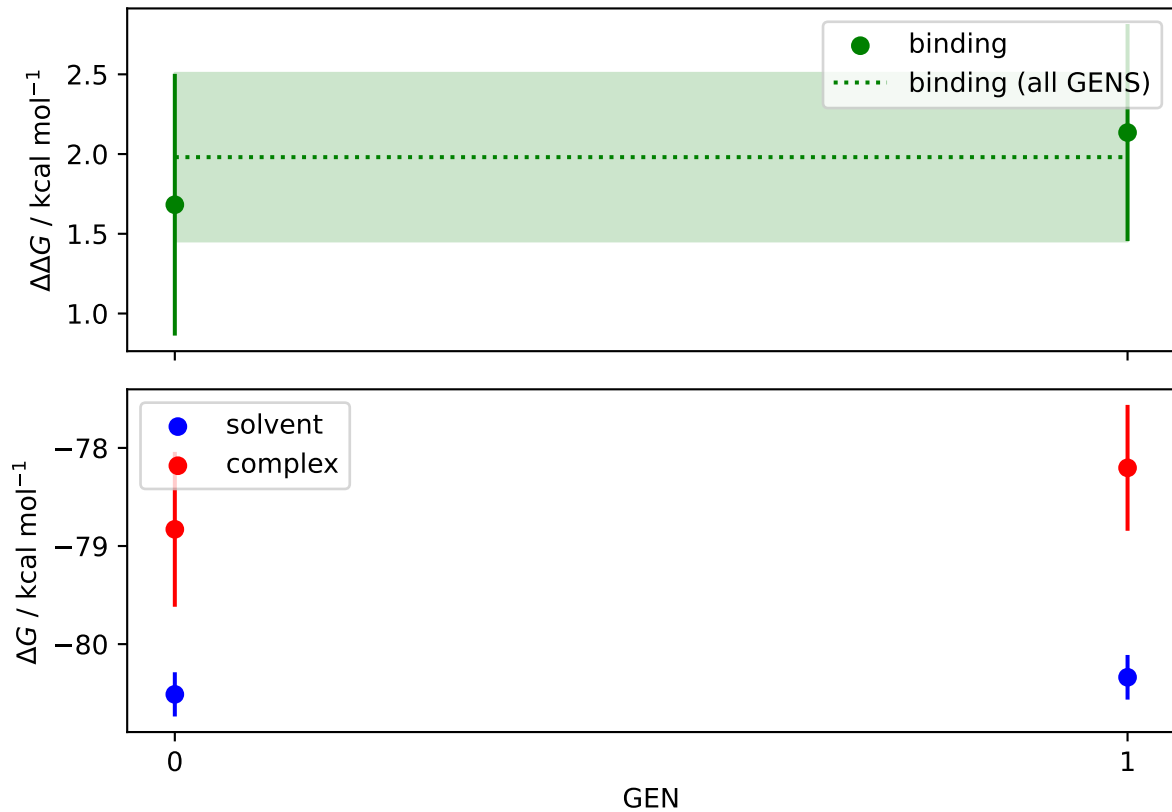 binding
binding (all GENS)
ΔΔG / kcal mol⁻¹
2.5
2.0
1.5
1.0
solvent
complex
ΔG / kcal mol⁻¹
−78
−79
−80
0
1
GEN